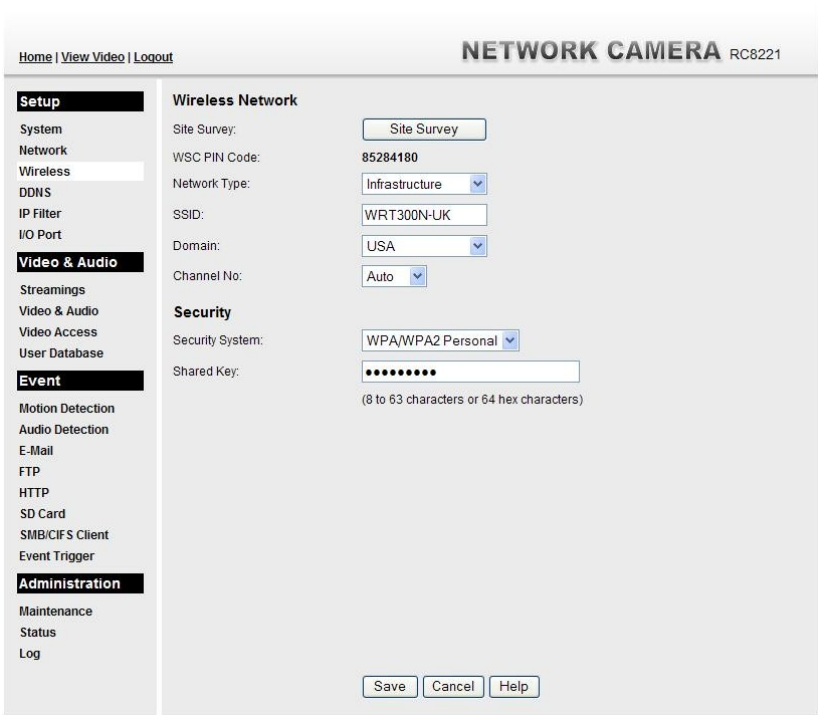 Home | View Video | Logout
NETWORK CAMERA RC8221
Setup
System
Network
Wireless
DDNS
IP Filter
I/O Port
Video & Audio
Streamings
Video & Audio
Video Access
User Database
Event
Motion Detection
Audio Detection
E-Mail
FTP
HTTP
SD Card
SMB/CIFS Client
Event Trigger
Administration
Maintenance
Status
Log
Wireless Network
Site Survey: Site Survey
WSC PIN Code: 85284180
Network Type: Infrastructure
SSID: WRT300N-UK
Domain: USA
Channel No: Auto
Security
Security System: WPA/WPA2 Personal
Shared Key: •••••••••
(8 to 63 characters or 64 hex characters)
Save Cancel Help